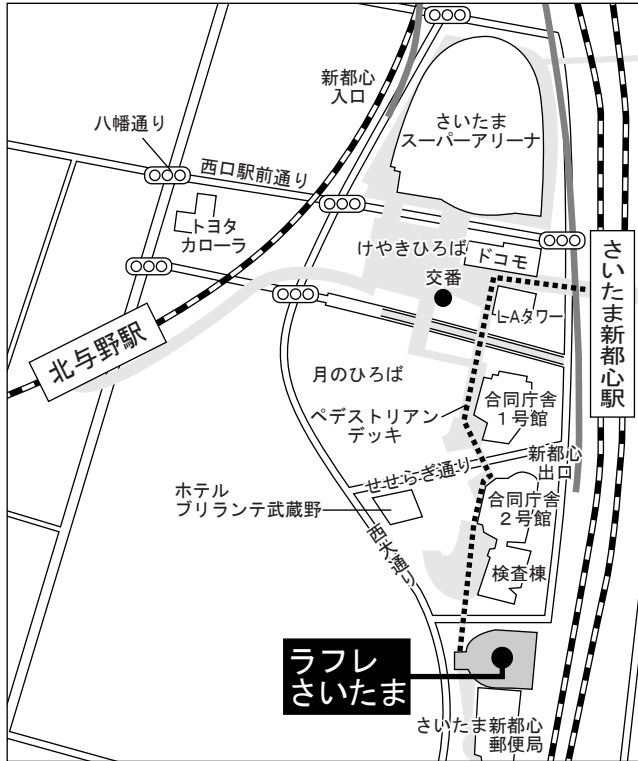 新都心
入口
さいたま
スーパーアリーナ
八幡通り
西口駅前通り
トヨタ
カローラ
けやきひろば
ドコモ
交番
L-Aタワー
さいたま新都心駅
北与野駅
月のひろば
ペデストリアン
デッキ
合同庁舎
1号館
せせらぎ通り
新都心
出口
ホテル
ブリランテ武蔵野
合同庁舎
2号館
西大通り
検査棟
ラフレ
さいたま
さいたま新都心
郵便局